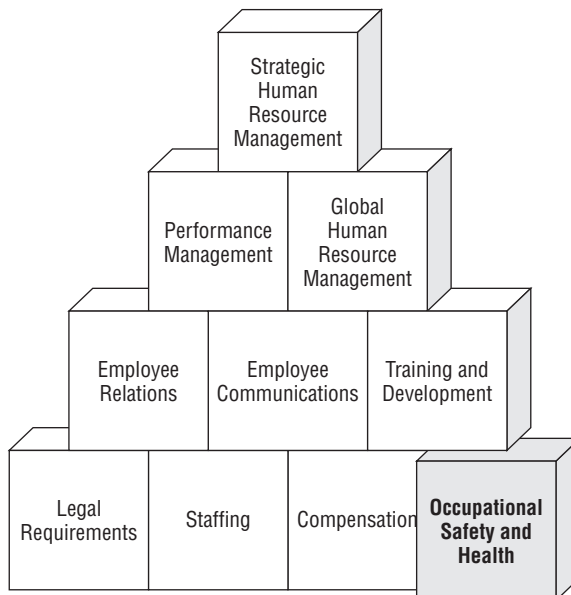 Strategic
Human
Resource
Management
Performance
Management
Global
Human
Resource
Management
Employee
Relations
Employee
Communications
Training and
Development
Legal
Requirements
Staffing
Compensation
Occupational
Safety and
Health